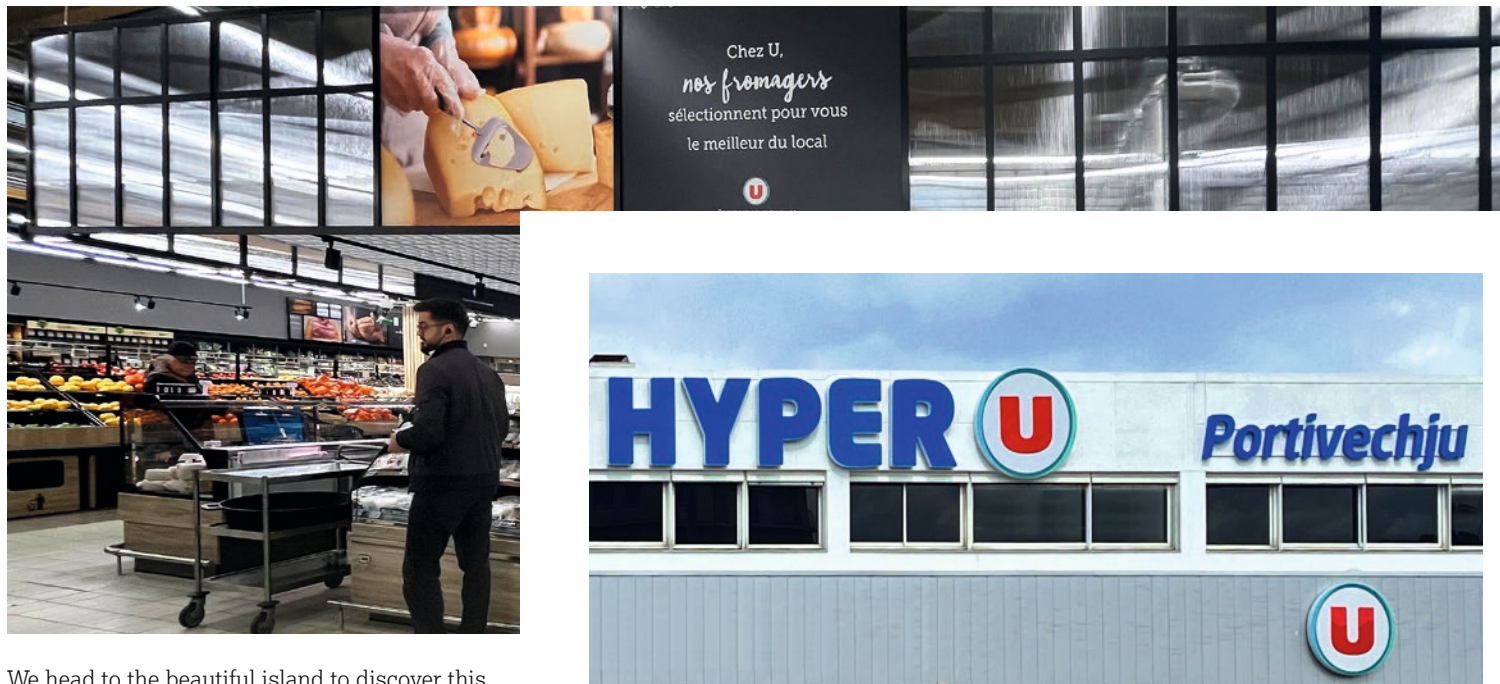 Chez U,
nos fromagers
sélectionnent pour vous
le meilleur du local
U
HYPER U
Portivechju
U
We head to the beautiful island to discover this